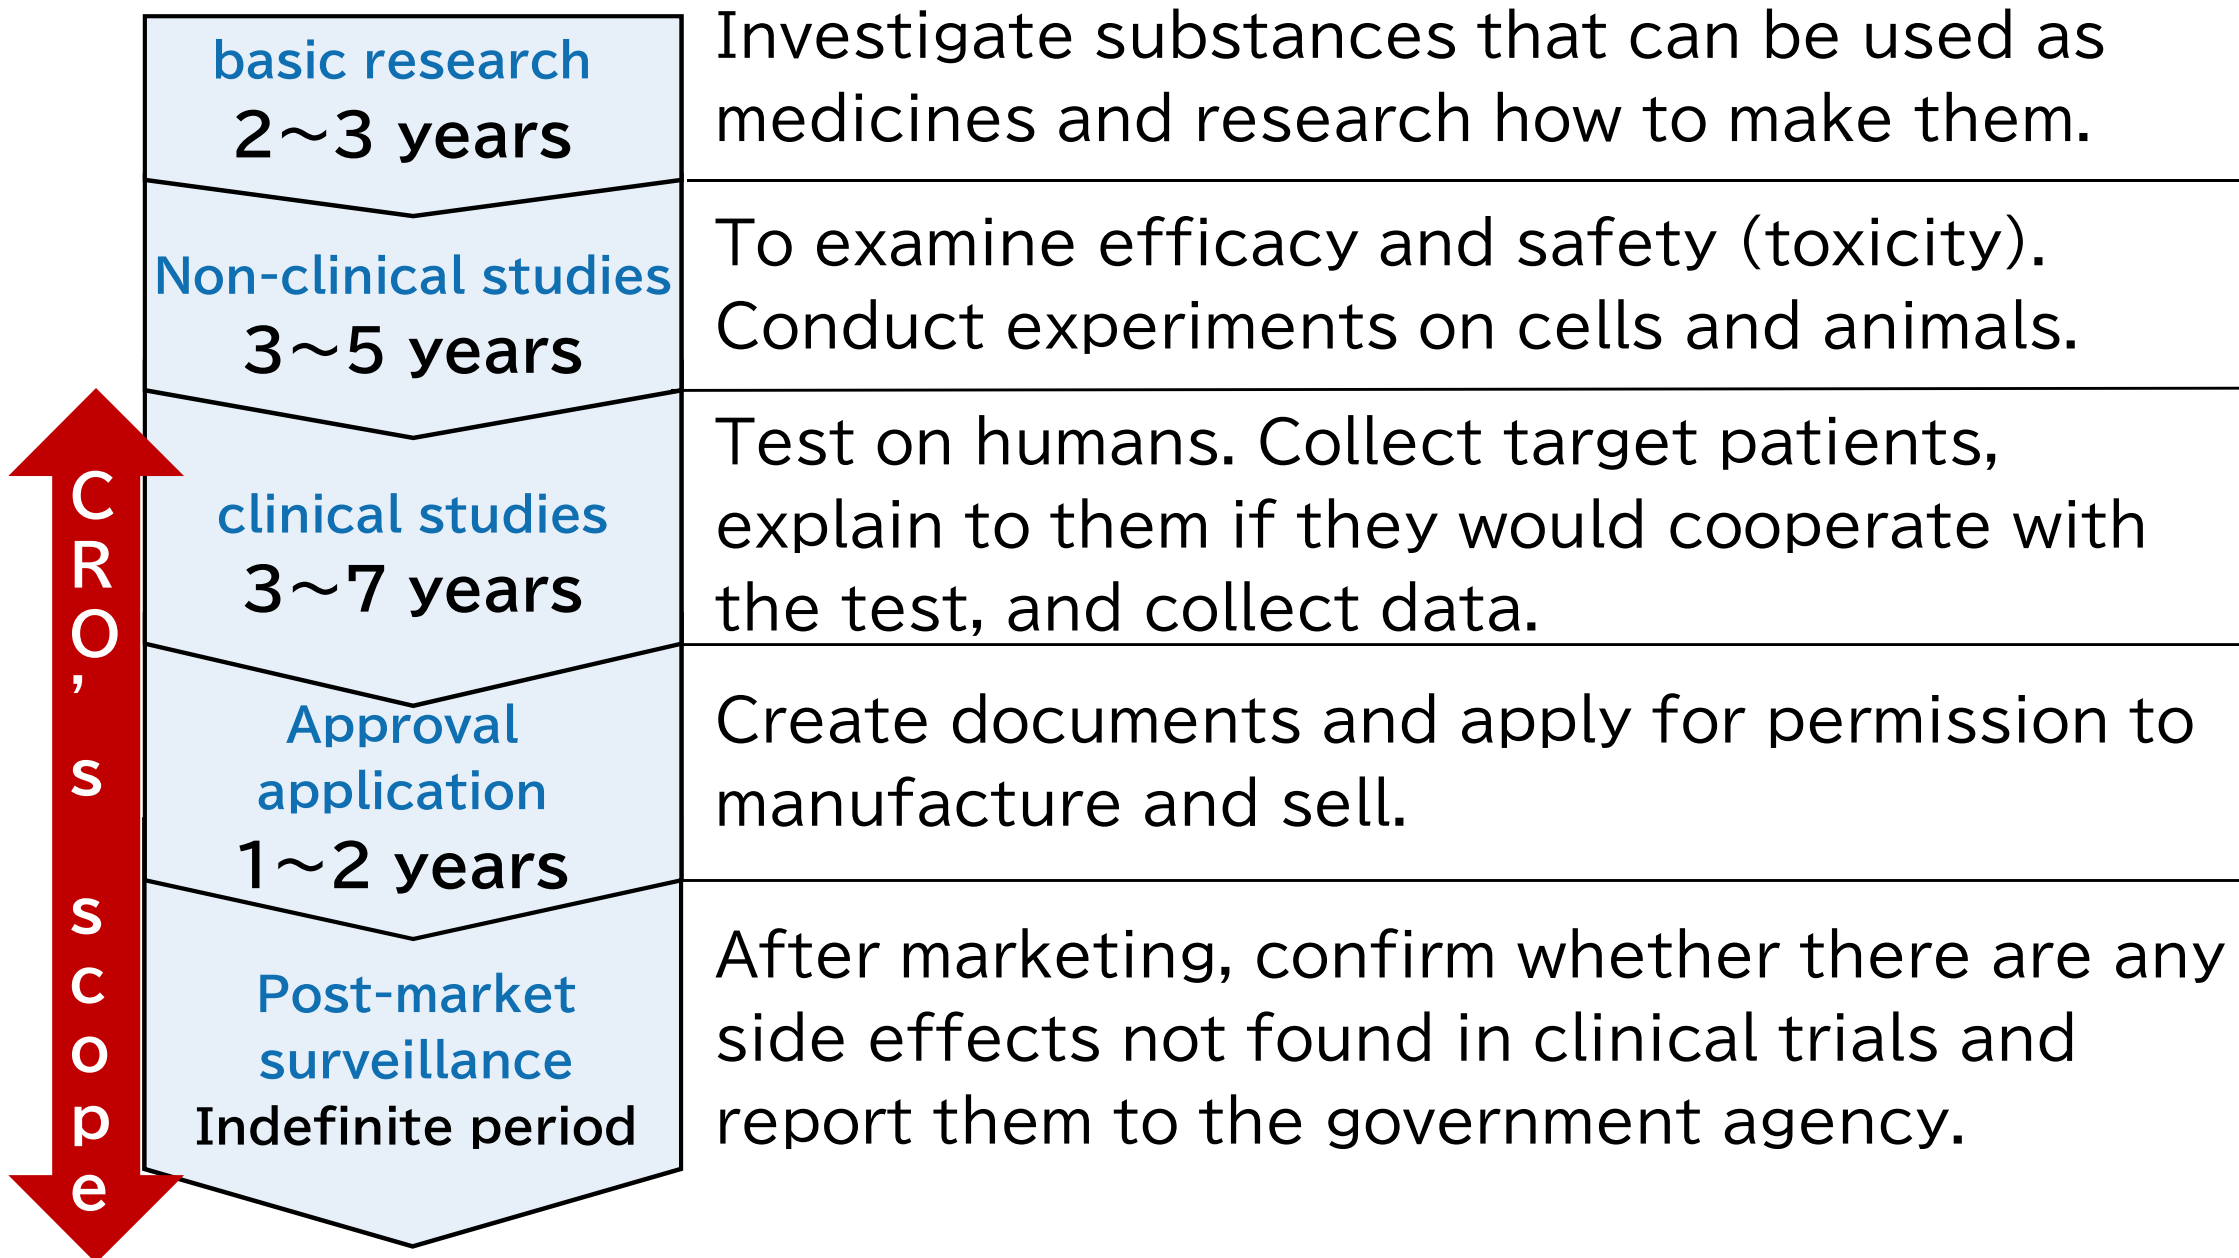 basic research
2～3 years
Investigate substances that can be used as
medicines and research how to make them.
Non-clinical studies
3～5 years
To examine efficacy and safety (toxicity).
Conduct experiments on cells and animals.
CRO's scope
clinical studies
3～7 years
Test on humans. Collect target patients,
explain to them if they would cooperate with
the test, and collect data.
Approval
application
1～2 years
Create documents and apply for permission to
manufacture and sell.
Post-market
surveillance
Indefinite period
After marketing, confirm whether there are any
side effects not found in clinical trials and
report them to the government agency.